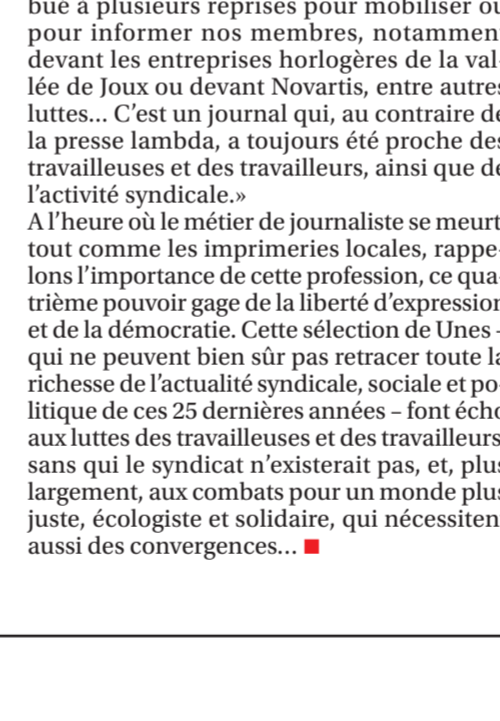 bué à plusieurs reprises pour mobiliser ou
pour informer nos membres, notammen
devant les entreprises horlogères de la val-
lée de Joux ou devant Novartis, entre autres
luttes... C’est un journal qui, au contraire de
la presse lambda, a toujours été proche des
travailleuses et des travailleurs, ainsi que de
l’activité syndicale.»
A l’heure où le métier de journaliste se meurt
tout comme les imprimeries locales, rappe-
lons l’importance de cette profession, ce qua-
trième pouvoir gage de la liberté d’expression
et de la démocratie. Cette sélection de Unes –
qui ne peuvent bien sûr pas retracer toute la
richesse de l’actualité syndicale, sociale et po-
litique de ces 25 dernières années – font écho
aux luttes des travailleuses et des travailleurs
sans qui le syndicat n’existerait pas, et, plus
largement, aux combats pour un monde plus
juste, écologiste et solidaire, qui nécessiten
aussi des convergences...